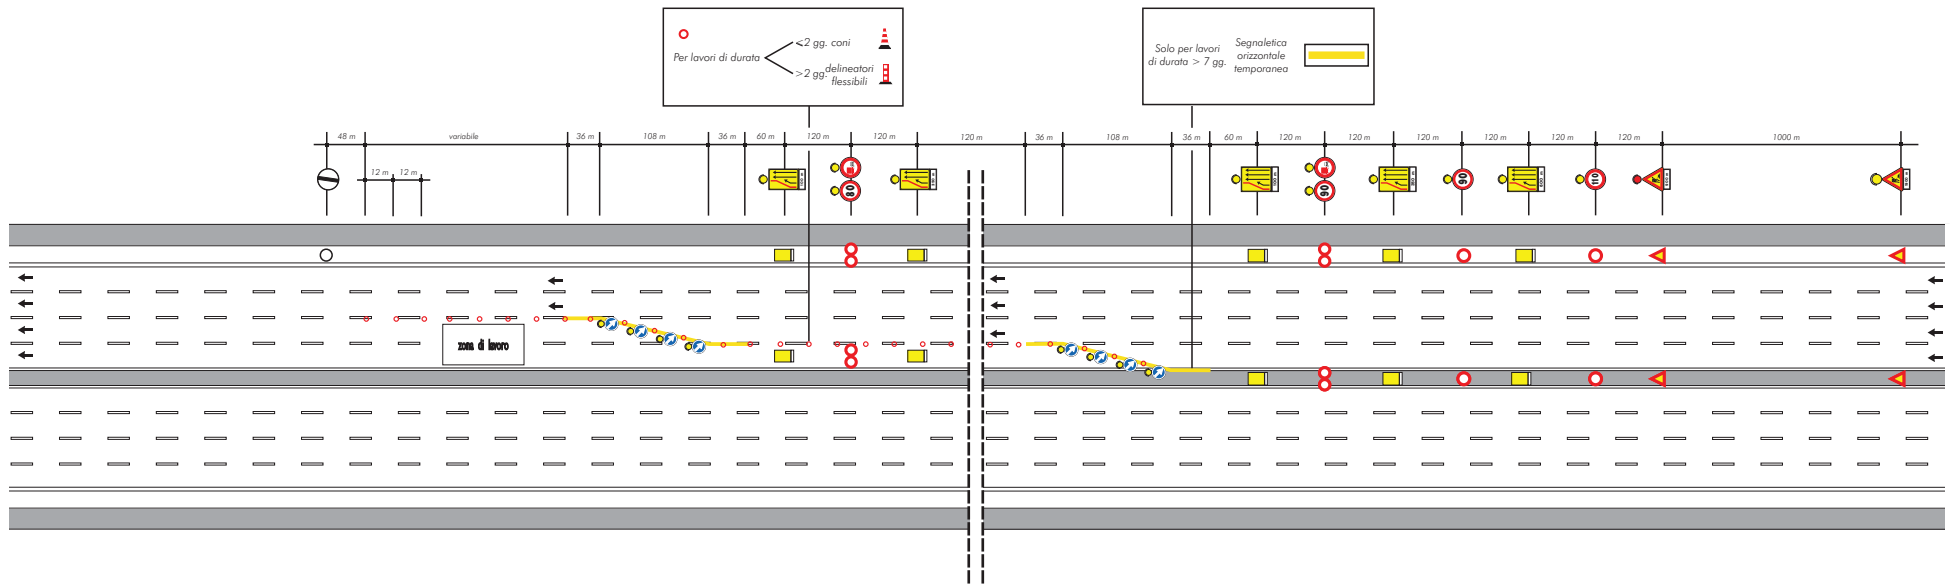 Per lavori di durata
<2 gg. coni
>2 gg. delineatori
flessibili
Solo per lavori
di durata > 7 gg.
Segnaletica
orizzontale
temporanea
48 m
variabile
36 m
108 m
36 m
60 m
120 m
120 m
120 m
36 m
108 m
36 m
60 m
120 m
120 m
120 m
120 m
120 m
120 m
1000 m
12 m
12 m
80
90
90
110
zona di lavoro